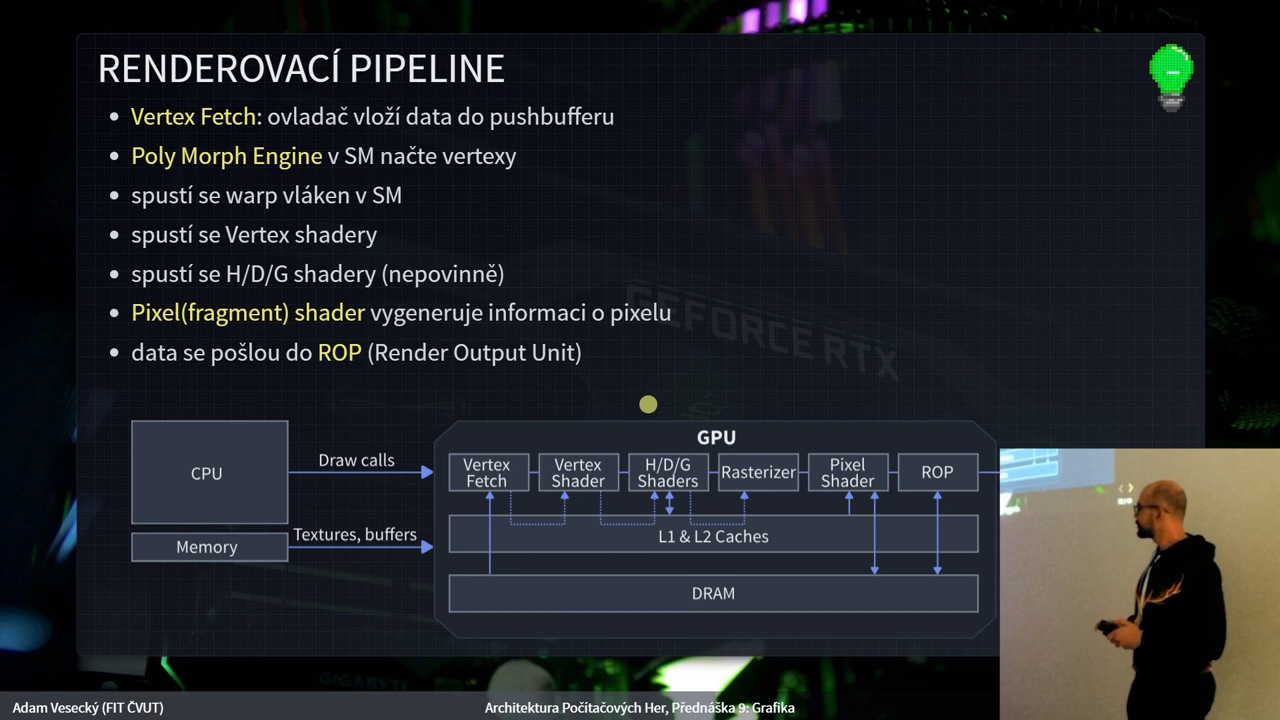 RENDEROVACÍ PIPELINE
Vertex Fetch: ovladač vloží data do pushbufferu
Poly Morph Engine v SM načte vertexy
spustí se warp vláken v SM
spustí se Vertex shadery
spustí se H/D/G shadery (nepovinně)
Pixel(fragment) shader vygeneruje informaci o pixelu
GEFORCE RTX
data se pošlou do ROP (Render Output Unit)
GPU
CPU
Draw calls
Vertex
Fetch
Vertex
Shader
H/D/G
Shaders
Rasterizer
Pixel
Shader
ROP
Memory
Textures, buffers
L1 & L2 Caches
DRAM
GIGABYTE
Adam Vesecký (FIT ČVUT)
Architektura Počítačových Her, Přednáška 9: Grafika